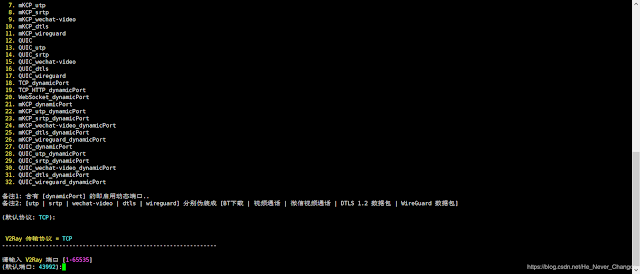 7. mKCP_utp
8. mKCP_srtp
9. mKCP_wechat-video
10. mKCP_dtls
11. mKCP_wireguard
12. QUIC
13. QUIC_utp
14. QUIC_srtp
15. QUIC_wechat-video
16. QUIC_dtls
17. QUIC_wireguard
18. TCP_dynamicPort
19. TCP_HTTP_dynamicPort
20. WebSocket_dynamicPort
21. mKCP_dynamicPort
22. mKCP_utp_dynamicPort
23. mKCP_srtp_dynamicPort
24. mKCP_wechat-video_dynamicPort
25. mKCP_dtls_dynamicPort
26. mKCP_wireguard_dynamicPort
27. QUIC_dynamicPort
28. QUIC_utp_dynamicPort
29. QUIC_srtp_dynamicPort
30. QUIC_wechat-video_dynamicPort
31. QUIC_dtls_dynamicPort
32. QUIC_wireguard_dynamicPort
备注1: 含有 [dynamicPort] 的即启用动态端口..
备注2: [utp | srtp | wechat-video | dtls | wireguard] 分别伪装成 [BT下载 | 视频通话 | 微信视频通话 | DTLS 1.2 数据包 | WireGuard 数据包]
(默认协议: TCP):
V2Ray 传输协议 = TCP
----------------------------------------------------------------
请输入 V2Ray 端口 [1-65535]
(默认端口: 43992):
https://blog.csdn.net/He_Never_Change